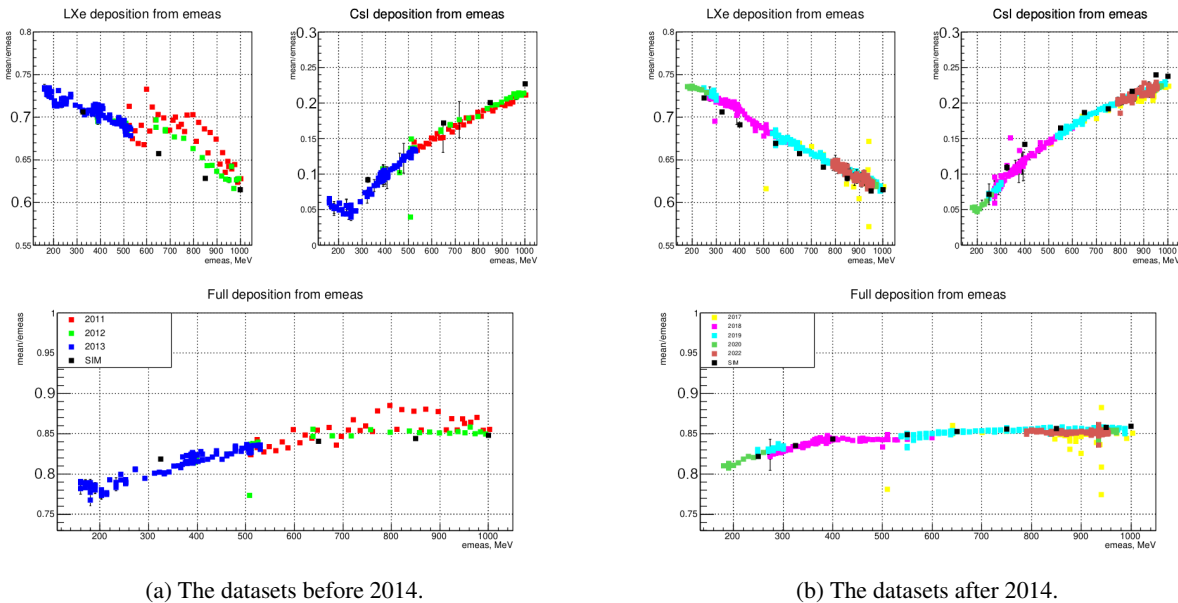 LXe deposition from emeas
mean/emeas
0.8
0.75
0.7
0.65
0.6
0.55
200 300 400 500 600 700 800 900 1000
emeas, MeV
CsI deposition from emeas
mean/emeas
0.3
0.25
0.2
0.15
0.1
0.05
0
200 300 400 500 600 700 800 900 1000
emeas, MeV
Full deposition from emeas
mean/emeas
1
0.95
0.9
0.85
0.8
0.75
2011
2012
2013
SIM
200 300 400 500 600 700 800 900 1000
emeas, MeV
(a) The datasets before 2014.
LXe deposition from emeas
mean/emeas
0.8
0.75
0.7
0.65
0.6
0.55
200 300 400 500 600 700 800 900 1000
emeas, MeV
CsI deposition from emeas
mean/emeas
0.3
0.25
0.2
0.15
0.1
0.05
0
200 300 400 500 600 700 800 900 1000
emeas, MeV
Full deposition from emeas
mean/emeas
1
0.95
0.9
0.85
0.8
0.75
2017
2018
2019
2020
2022
SIM
200 300 400 500 600 700 800 900 1000
emeas, MeV
(b) The datasets after 2014.